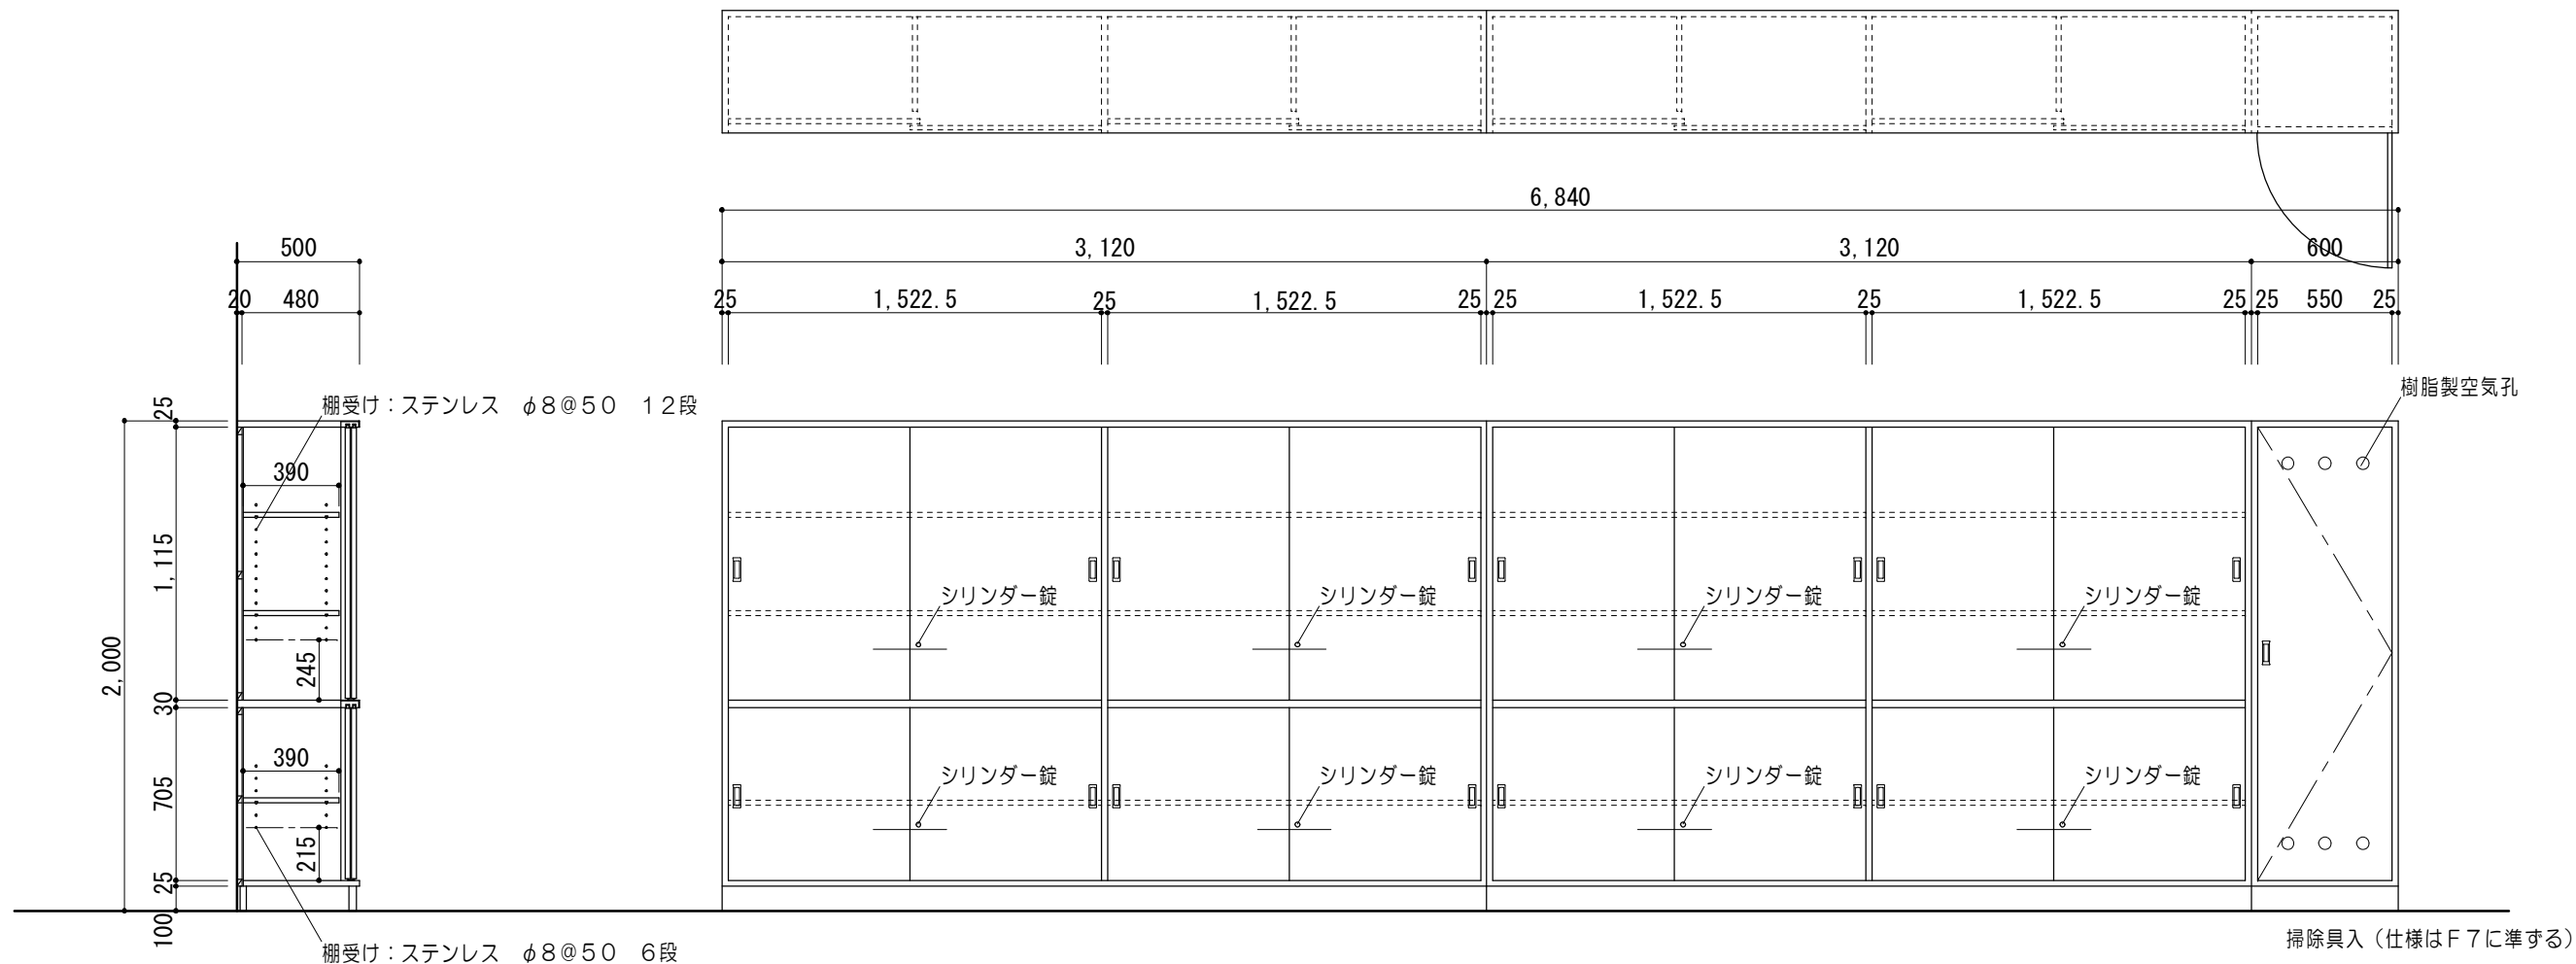 6,840
500
3,120
3,120
600
20
480
25
1,522.5
25
1,522.5
25
25
1,522.5
25
1,522.5
25
25
550
25
樹脂製空気孔
棚受け：ステンレス　φ8＠50　12段
25
390
1,115
シリンダー錠
シリンダー錠
シリンダー錠
シリンダー錠
2,000
245
30
390
シリンダー錠
シリンダー錠
シリンダー錠
シリンダー錠
705
215
25
100
掃除具入（仕様はF7に準ずる）
棚受け：ステンレス　φ8＠50　6段